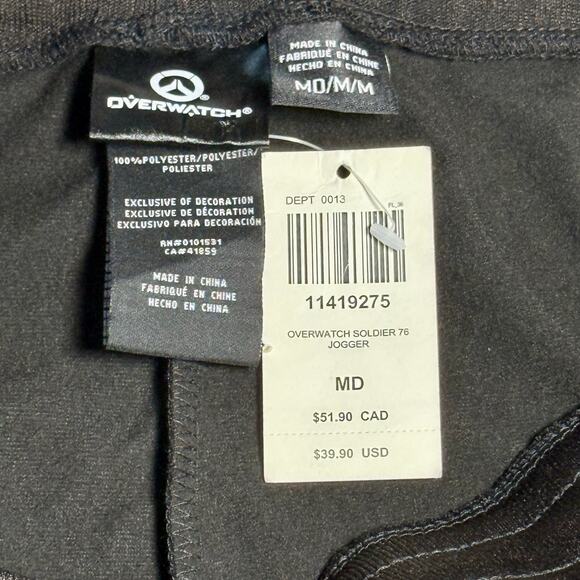 MADE IN CHINA
FABRIQUÉ EN CHINE
HECHO EN CHINA
MD/M/M
OVERWATCH®
100%POLYESTER/POLYESTER/
POLIESTER
EXCLUSIVE OF DECORATION
EXCLUSIVE DE DÉCORATION
EXCLUSIVO PARA DECORACIÓN
RN#0101531
CA#41859
MADE IN CHINA
FABRIQUÉ EN CHINE
HECHO EN CHINA
DEPT 0013
FL_36
11419275
OVERWATCH SOLDIER 76
JOGGER
MD
$51.90 CAD
$39.90 USD